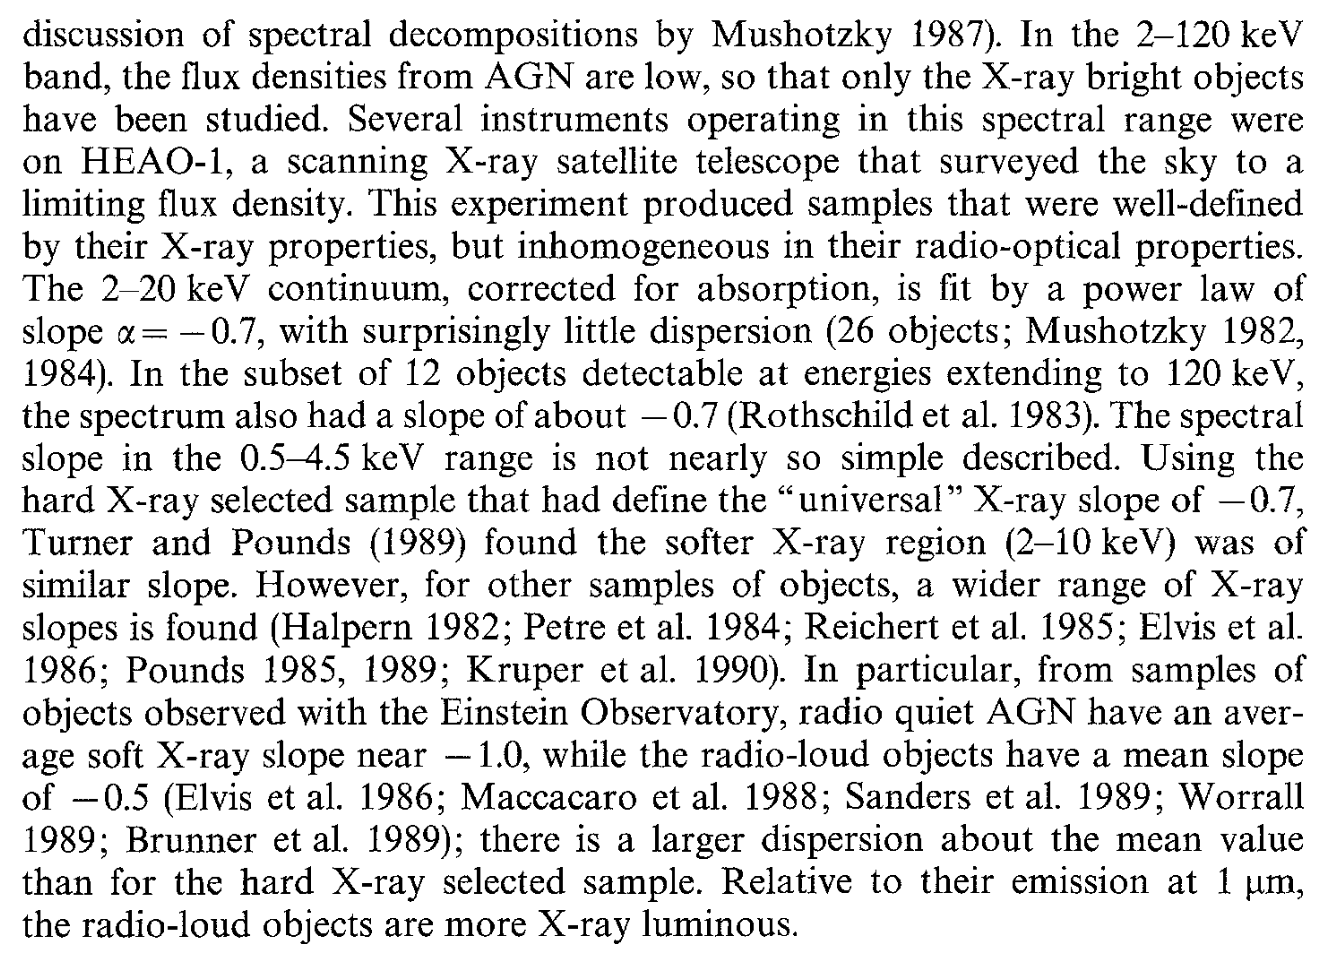 discussion of spectral decompositions by Mushotzky 1987). In the 2–120 keV
band, the flux densities from AGN are low, so that only the X-ray bright objects
have been studied. Several instruments operating in this spectral range were
on HEAO-1, a scanning X-ray satellite telescope that surveyed the sky to a
limiting flux density. This experiment produced samples that were well-defined
by their X-ray properties, but inhomogeneous in their radio-optical properties.
The 2–20 keV continuum, corrected for absorption, is fit by a power law of
slope α = −0.7, with surprisingly little dispersion (26 objects; Mushotzky 1982,
1984). In the subset of 12 objects detectable at energies extending to 120 keV,
the spectrum also had a slope of about −0.7 (Rothschild et al. 1983). The spectral
slope in the 0.5–4.5 keV range is not nearly so simple described. Using the
hard X-ray selected sample that had define the “universal” X-ray slope of −0.7,
Turner and Pounds (1989) found the softer X-ray region (2–10 keV) was of
similar slope. However, for other samples of objects, a wider range of X-ray
slopes is found (Halpern 1982; Petre et al. 1984; Reichert et al. 1985; Elvis et al.
1986; Pounds 1985, 1989; Kruper et al. 1990). In particular, from samples of
objects observed with the Einstein Observatory, radio quiet AGN have an aver-
age soft X-ray slope near −1.0, while the radio-loud objects have a mean slope
of −0.5 (Elvis et al. 1986; Maccacaro et al. 1988; Sanders et al. 1989; Worrall
1989; Brunner et al. 1989); there is a larger dispersion about the mean value
than for the hard X-ray selected sample. Relative to their emission at 1 μm,
the radio-loud objects are more X-ray luminous.